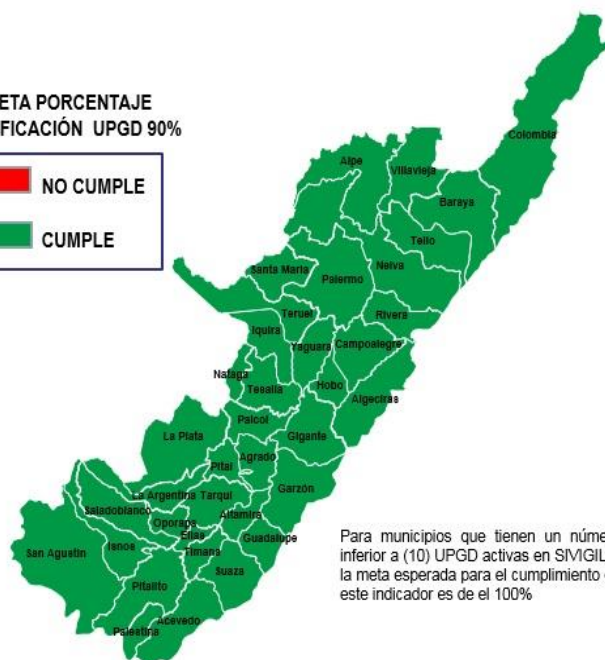 ETA PORCENTAJE
FICACIÓN UPGD 90%
NO CUMPLE
CUMPLE
Colombia
Aipe
Villavieja
Baraya
Tello
Neiva
Santa Maria
Palermo
Teruel
Rivera
Iquira
Yaguara
Campoalegre
Nataga
Tesalia
Hobo
Algeciras
Paicol
La Plata
Gigante
Agrado
Pital
Garzón
La Argentina
Tarqui
Saladoblanco
Oporapa
Altamira
Elias
Guadalupe
San Agustin
Isnos
Timana
Suaza
Pitalito
Acevedo
Palestina
Para municipios que tienen un núme
inferior a (10) UPGD activas en SIVIGIL
la meta esperada para el cumplimiento
este indicador es de el 100%